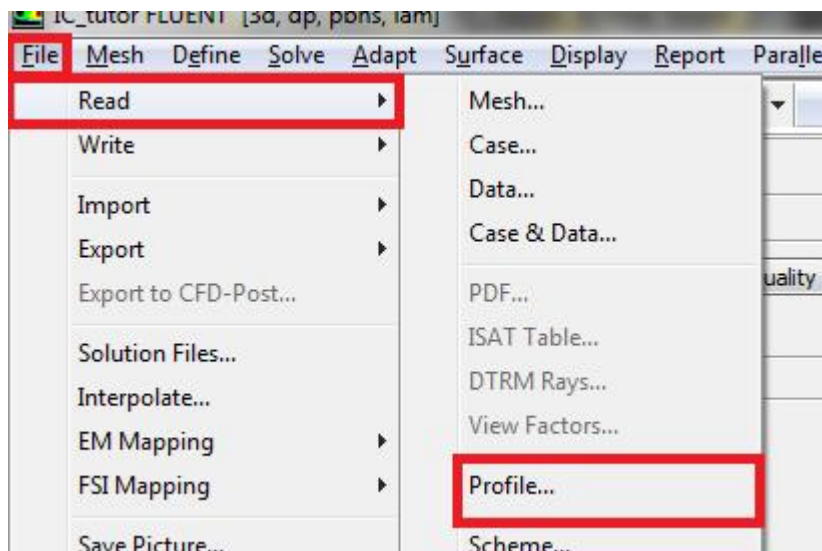 IC_tutor FLUENT [3d, dp, pbns, lam]
File Mesh Define Solve Adapt Surface Display Report Paralle
Read
Write
Import
Export
Export to CFD-Post...
Solution Files...
Interpolate...
EM Mapping
FSI Mapping
Save Picture...
Mesh...
Case...
Data...
Case & Data...
PDF...
ISAT Table...
DTRM Rays...
View Factors...
Profile...
Scheme...
uality